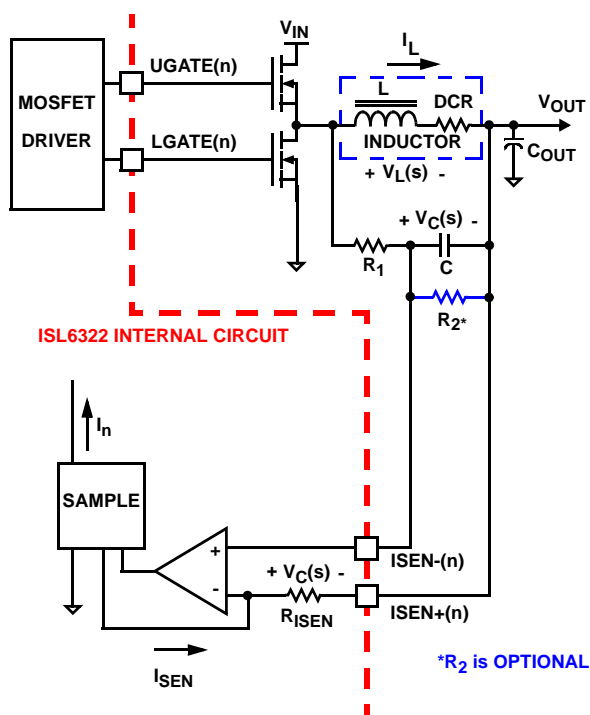 V_IN
I_L
UGATE(n)
MOSFET
DRIVER
L
DCR
V_OUT
LGATE(n)
INDUCTOR
C_OUT
+ V_L(s) -
+ V_C(s) -
R_1
C
R_2*
ISL6322 INTERNAL CIRCUIT
I_n
SAMPLE
+
-
ISEN-(n)
+ V_C(s) -
R_ISEN
ISEN+(n)
I_SEN
*R_2 is OPTIONAL